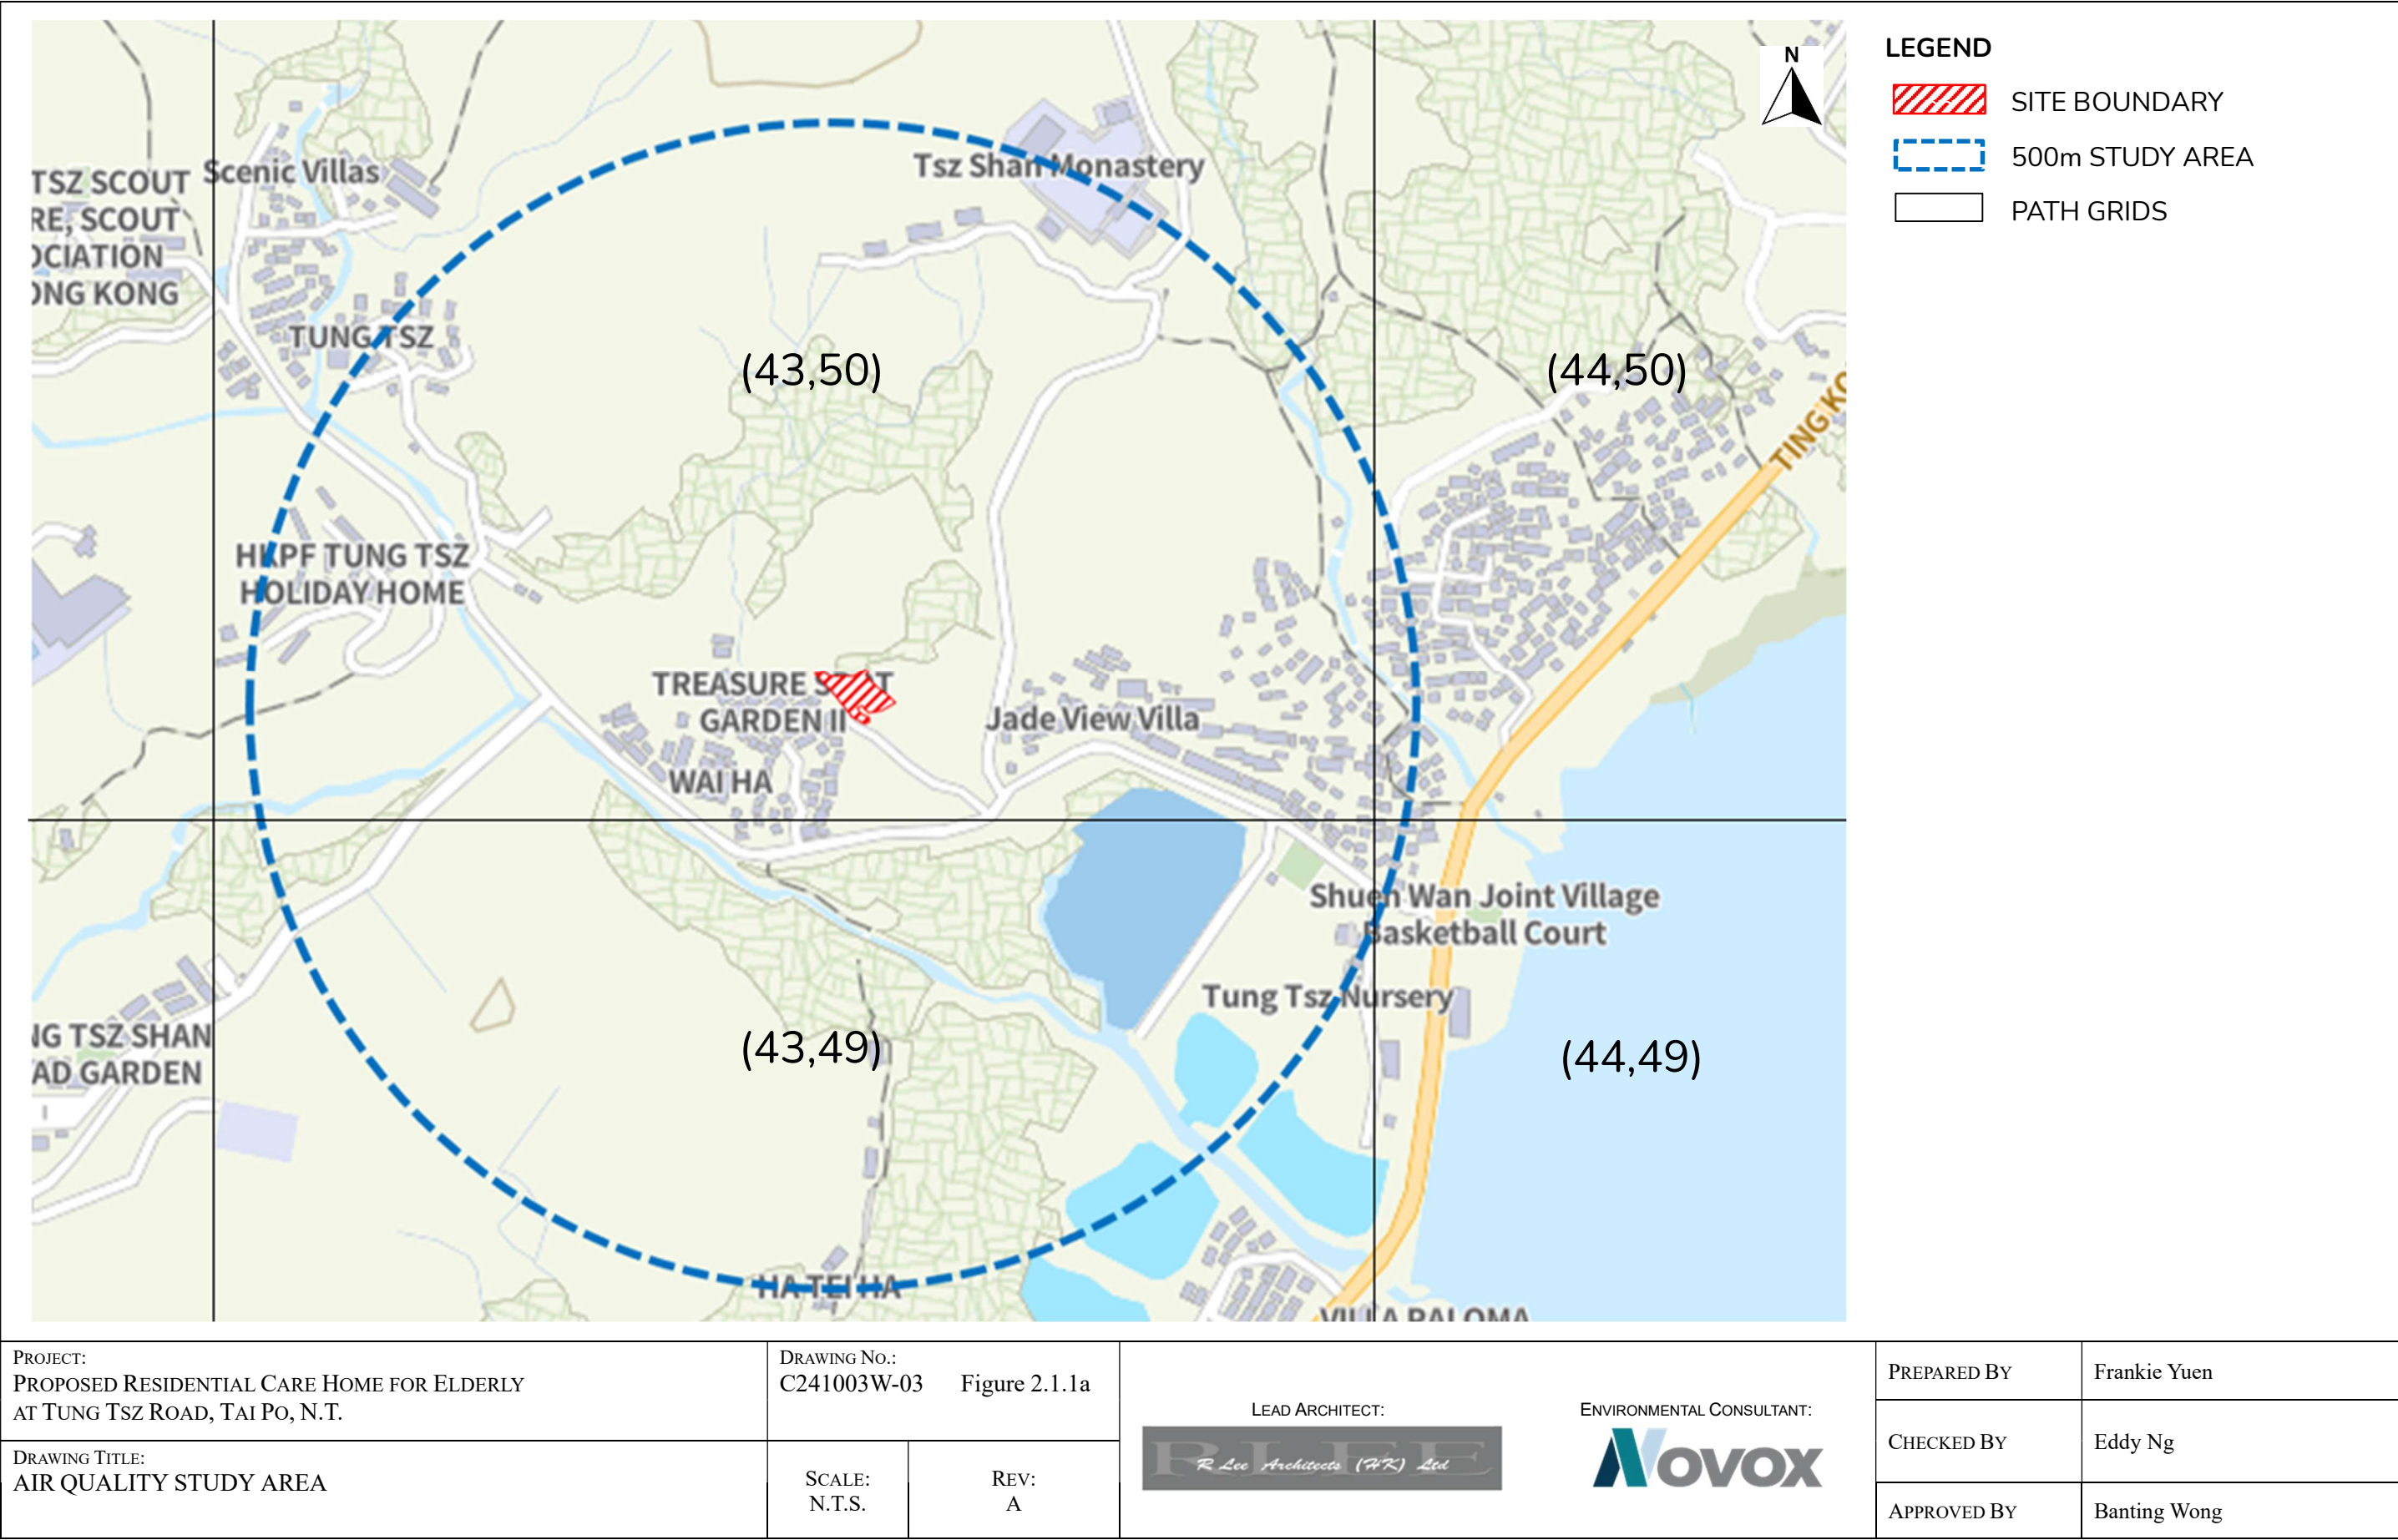 LEGEND
SITE BOUNDARY
500m STUDY AREA
PATH GRIDS
N
TSZ SCOUT
RE, SCOUT
OCIATION
ONG KONG
Scenic Villas
Tsz Shan Monastery
TUNG TSZ
(43,50)
(44,50)
TING KO
HKPF TUNG TSZ
HOLIDAY HOME
TREASURE SPOT
GARDEN II
Jade View Villa
WAI HA
Shuen Wan Joint Village
Basketball Court
Tung Tsz Nursery
NG TSZ SHAN
AD GARDEN
(43,49)
(44,49)
HA TEI HA
VILLA PALOMA
PROJECT:
PROPOSED RESIDENTIAL CARE HOME FOR ELDERLY
AT TUNG TSZ ROAD, TAI PO, N.T.
DRAWING TITLE:
AIR QUALITY STUDY AREA
DRAWING NO.:
C241003W-03 Figure 2.1.1a
SCALE:
N.T.S.
REV:
A
LEAD ARCHITECT:
RLEE
R Lee Architects (HK) Ltd
ENVIRONMENTAL CONSULTANT:
NOVOX
PREPARED BY Frankie Yuen
CHECKED BY Eddy Ng
APPROVED BY Banting Wong